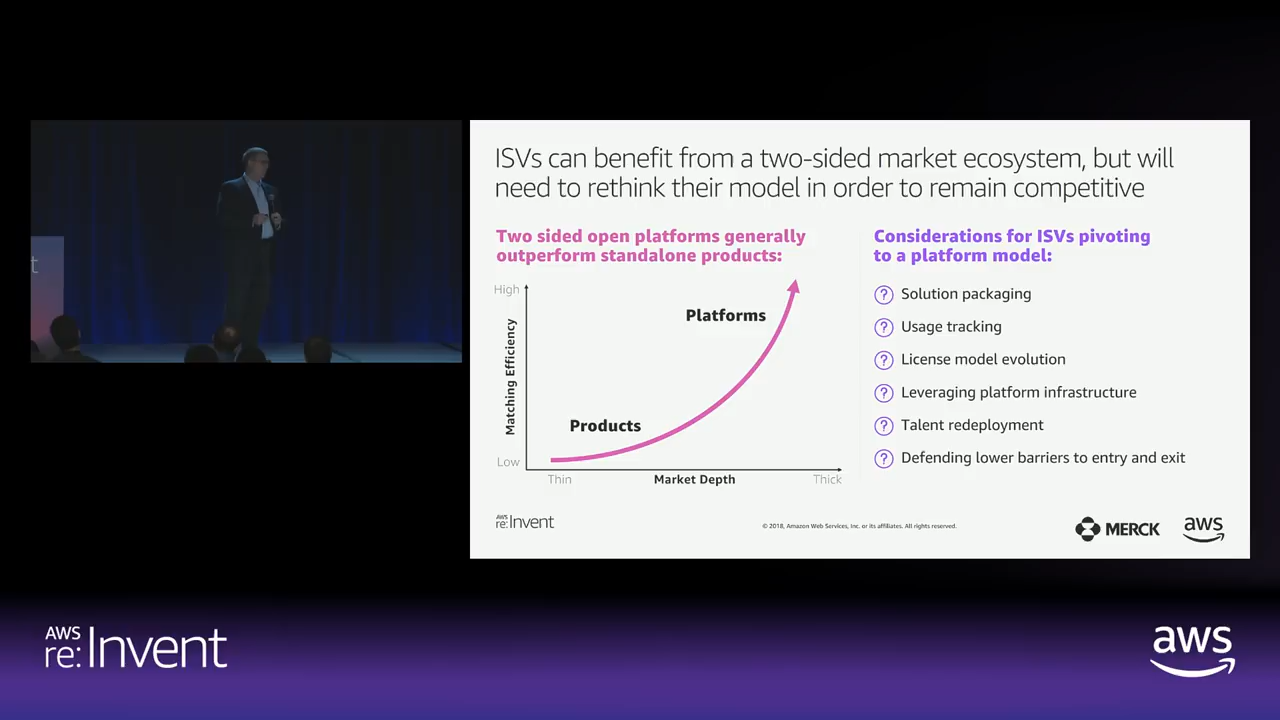 t
ISVs can benefit from a two-sided market ecosystem, but will
need to rethink their model in order to remain competitive
Two sided open platforms generally
outperform standalone products:
High
Matching Efficiency
Platforms
Products
Low
Thin
Market Depth
Thick
Considerations for ISVs pivoting
to a platform model:
? Solution packaging
? Usage tracking
? License model evolution
? Leveraging platform infrastructure
? Talent redeployment
? Defending lower barriers to entry and exit
AWS
re:Invent
© 2018, Amazon Web Services, Inc. or its affiliates. All rights reserved.
MERCK
aws
AWS
re:Invent
aws